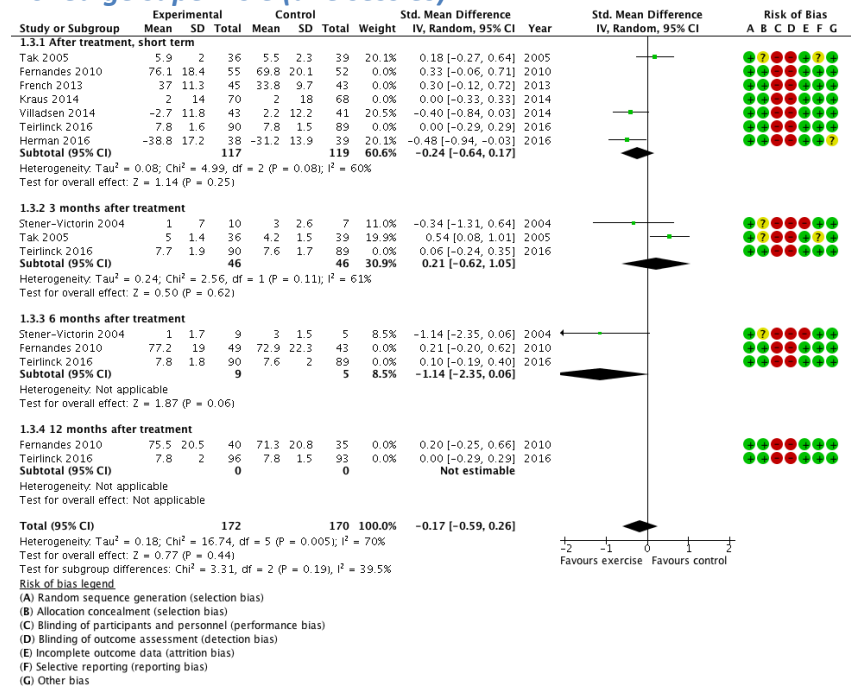 Experimental Control Std. Mean Difference Std. Mean Difference Risk of Bias
Study or Subgroup Mean SD Total Mean SD Total Weight IV, Random, 95% CI Year IV, Random, 95% CI A B C D E F G
1.3.1 After treatment, short term
Tak 2005 5.9 2 36 5.5 2.3 39 20.1% 0.18 [-0.27, 0.64] 2005 + ? - - + ? +
Fernandes 2010 76.1 18.4 55 69.8 20.1 52 0.0% 0.33 [-0.06, 0.71] 2010 + + - - + + +
French 2013 37 11.3 45 33.8 9.7 43 0.0% 0.30 [-0.12, 0.72] 2013 + + - - + + +
Kraus 2014 2 14 70 2 18 68 0.0% 0.00 [-0.33, 0.33] 2014 + + - - + + +
Villadsen 2014 -2.7 11.8 43 2.2 12.2 41 20.1% -0.40 [-0.84, 0.03] 2014 + + - - + + +
Teirlinck 2016 7.8 1.6 90 7.8 1.5 89 0.0% 0.00 [-0.29, 0.29] 2016 + + - - + + +
Herman 2016 -38.8 17.2 38 -31.2 13.9 39 20.5% -0.48 [-0.94, -0.03] 2016 + + - - + + ?
Subtotal (95% CI) 117 119 60.6% -0.24 [-0.64, 0.17]
Heterogeneity: Tau² = 0.08; Chi² = 4.99, df = 2 (P = 0.08); I² = 60%
Test for overall effect: Z = 1.14 (P = 0.25)
1.3.2 3 months after treatment
Stener-Victorin 2004 1 7 10 3 2.6 7 11.0% -0.34 [-1.31, 0.64] 2004 + ? - - - + +
Tak 2005 5 1.4 36 4.2 1.5 39 19.9% 0.54 [0.08, 1.01] 2005 + ? - - + ? +
Teirlinck 2016 7.7 1.9 90 7.6 1.7 89 0.0% 0.06 [-0.24, 0.35] 2016 + + - - + + +
Subtotal (95% CI) 46 46 30.9% 0.21 [-0.62, 1.05]
Heterogeneity: Tau² = 0.24; Chi² = 2.56, df = 1 (P = 0.11); I² = 61%
Test for overall effect: Z = 0.50 (P = 0.62)
1.3.3 6 months after treatment
Stener-Victorin 2004 1 1.7 9 3 1.5 5 8.5% -1.14 [-2.35, 0.06] 2004 + ? - - - + +
Fernandes 2010 77.2 19 49 72.9 22.3 43 0.0% 0.21 [-0.20, 0.62] 2010 + + - - + + +
Teirlinck 2016 7.8 1.8 90 7.6 2 89 0.0% 0.10 [-0.19, 0.40] 2016 + + - - + + +
Subtotal (95% CI) 9 5 8.5% -1.14 [-2.35, 0.06]
Heterogeneity: Not applicable
Test for overall effect: Z = 1.87 (P = 0.06)
1.3.4 12 months after treatment
Fernandes 2010 75.5 20.5 40 71.3 20.8 35 0.0% 0.20 [-0.25, 0.66] 2010 + + - - + + +
Teirlinck 2016 7.8 2 96 7.8 1.5 93 0.0% 0.00 [-0.29, 0.29] 2016 + + - - + + +
Subtotal (95% CI) 0 0 Not estimable
Heterogeneity: Not applicable
Test for overall effect: Not applicable
Total (95% CI) 172 170 100.0% -0.17 [-0.59, 0.26]
Heterogeneity: Tau² = 0.18; Chi² = 16.74, df = 5 (P = 0.005); I² = 70%
Test for overall effect: Z = 0.77 (P = 0.44)
Test for subgroup differences: Chi² = 3.31, df = 2 (P = 0.19), I² = 39.5%
-2 -1 0 1 2
Favours exercise Favours control
Risk of bias legend
(A) Random sequence generation (selection bias)
(B) Allocation concealment (selection bias)
(C) Blinding of participants and personnel (performance bias)
(D) Blinding of outcome assessment (detection bias)
(E) Incomplete outcome data (attrition bias)
(F) Selective reporting (reporting bias)
(G) Other bias